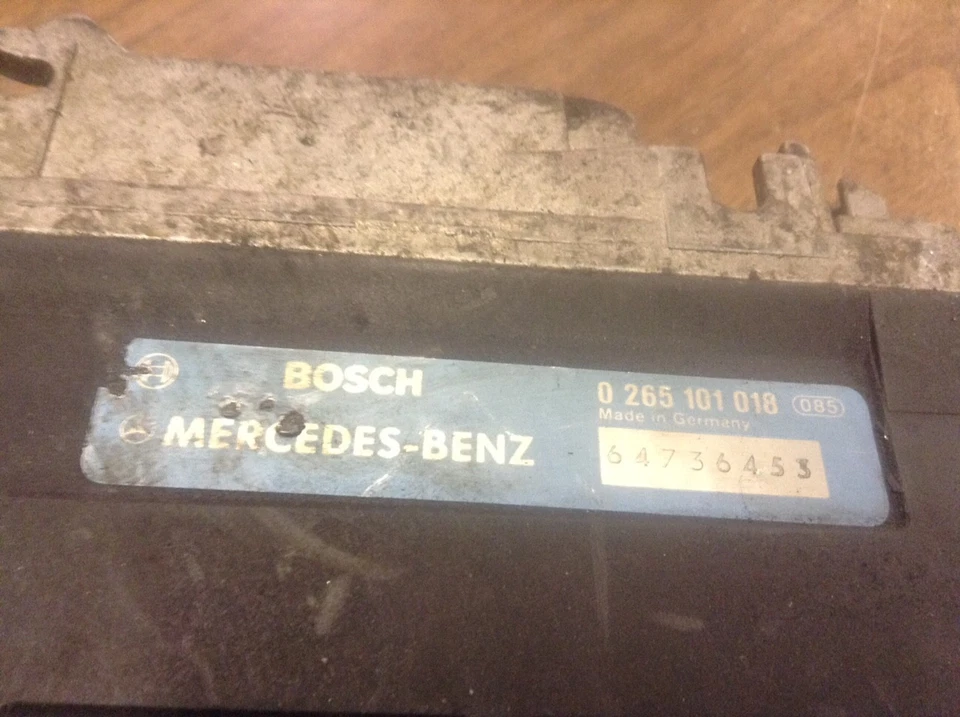 BOSCH
MERCEDES-BENZ
0 265 101 018 085
Made in Germany
64736453